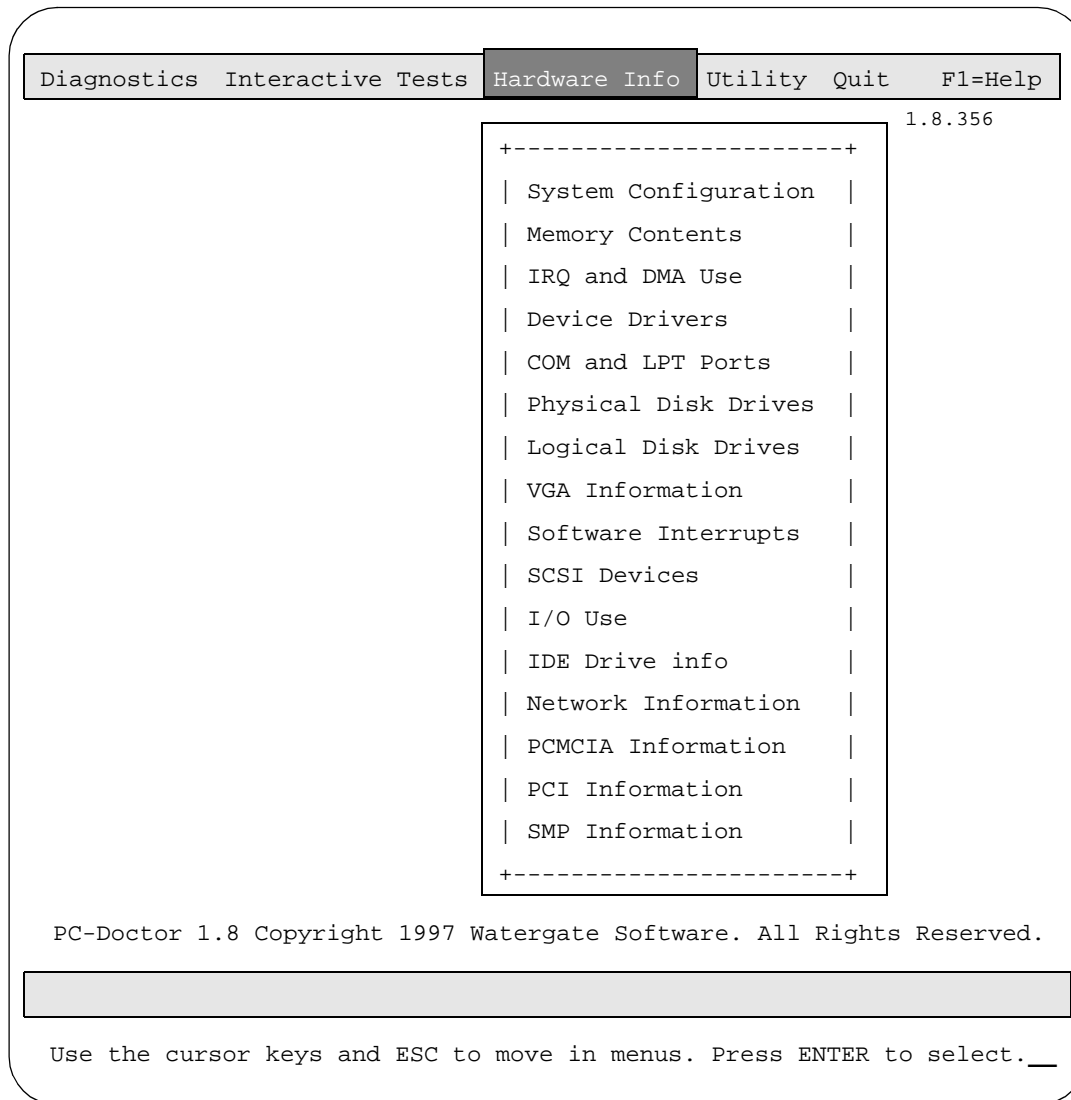 Diagnostics Interactive Tests Hardware Info Utility Quit F1=Help
1.8.356
+-----------------------+
| System Configuration |
| Memory Contents |
| IRQ and DMA Use |
| Device Drivers |
| COM and LPT Ports |
| Physical Disk Drives |
| Logical Disk Drives |
| VGA Information |
| Software Interrupts |
| SCSI Devices |
| I/O Use |
| IDE Drive info |
| Network Information |
| PCMCIA Information |
| PCI Information |
| SMP Information |
+-----------------------+
PC-Doctor 1.8 Copyright 1997 Watergate Software. All Rights Reserved.
Use the cursor keys and ESC to move in menus. Press ENTER to select.__